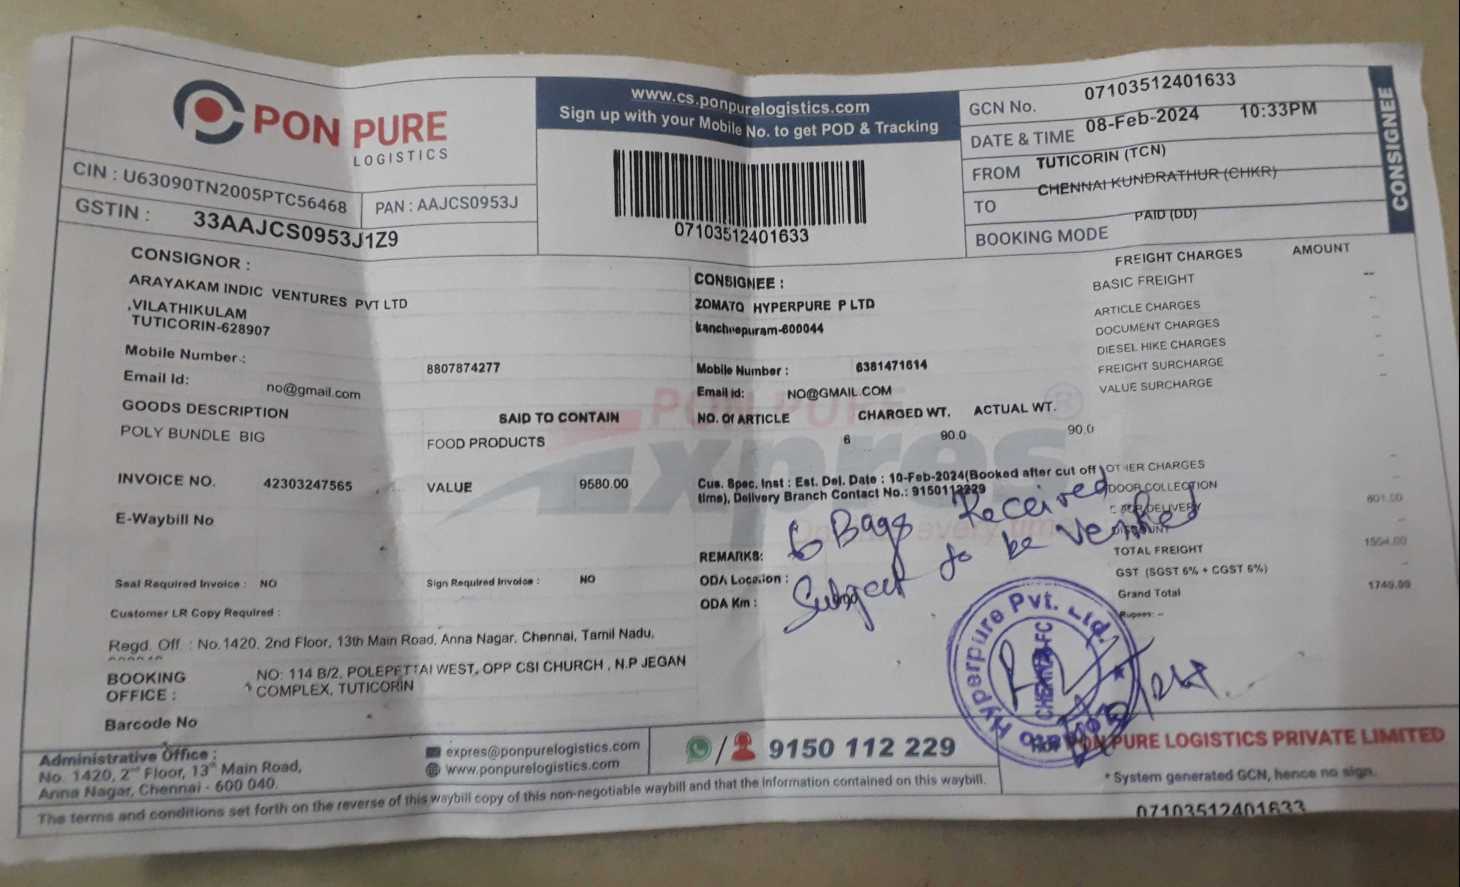 PON PURE
LOGISTICS
CIN : U63090TN2005PTC56468
PAN : AAJCS0953J
GSTIN : 33AAJCS0953J1Z9
www.cs.ponpurelogistics.com
Sign up with your Mobile No. to get POD & Tracking
07103512401633
GCN No. 07103512401633
DATE & TIME 08-Feb-2024 10:33PM
FROM TUTICORIN (TCN)
TO CHENNAI KUNDRATHUR (CHKR)
BOOKING MODE PAID (DD)
CONSIGNEE
CONSIGNOR :
ARAYAKAM INDIC VENTURES PVT LTD
,VILATHIKULAM
TUTICORIN-628907
Mobile Number : 8807874277
Email Id: no@gmail.com
GOODS DESCRIPTION SAID TO CONTAIN
POLY BUNDLE BIG FOOD PRODUCTS
INVOICE NO. 42303247565 VALUE 9580.00
E-Waybill No
Seal Required Invoice : NO Sign Required Invoice : NO
Customer LR Copy Required :
Regd. Off. : No.1420, 2nd Floor, 13th Main Road, Anna Nagar, Chennai, Tamil Nadu,
BOOKING OFFICE : NO: 114 B/2, POLEPETTAI WEST, OPP CSI CHURCH , N.P JEGAN
COMPLEX, TUTICORIN
Barcode No
CONSIGNEE :
ZOMATO HYPERPURE P LTD
kancheepuram-600044
Mobile Number : 6381471614
Email id: NO@GMAIL.COM
NO. Of ARTICLE CHARGED WT. ACTUAL WT.
6 90.0 90.0
PON PURE
Expres
Cus. Spec. Inst : Est. Del. Date : 10-Feb-2024(Booked after cut off
time), Delivery Branch Contact No.: 9150112229
REMARKS:
ODA Location :
ODA Km :
6 Bags Received
Subject to be Verified
FREIGHT CHARGES AMOUNT
BASIC FREIGHT --
ARTICLE CHARGES
DOCUMENT CHARGES
DIESEL HIKE CHARGES
FREIGHT SURCHARGE
VALUE SURCHARGE
OTHER CHARGES
DOOR COLLECTION
DELIVERY
DISCOUNT
TOTAL FREIGHT
GST (SGST 6% + CGST 6%)
Grand Total
Rupees: --
Zomato Hyperpure Pvt. Ltd.
PON PURE LOGISTICS PRIVATE LIMITED
* System generated GCN, hence no sign.
07103512401633
Administrative Office :
No. 1420, 2nd Floor, 13th Main Road,
Anna Nagar, Chennai - 600 040.
expres@ponpurelogistics.com
www.ponpurelogistics.com
9150 112 229
The terms and conditions set forth on the reverse of this waybill copy of this non-negotiable waybill and that the information contained on this waybill.